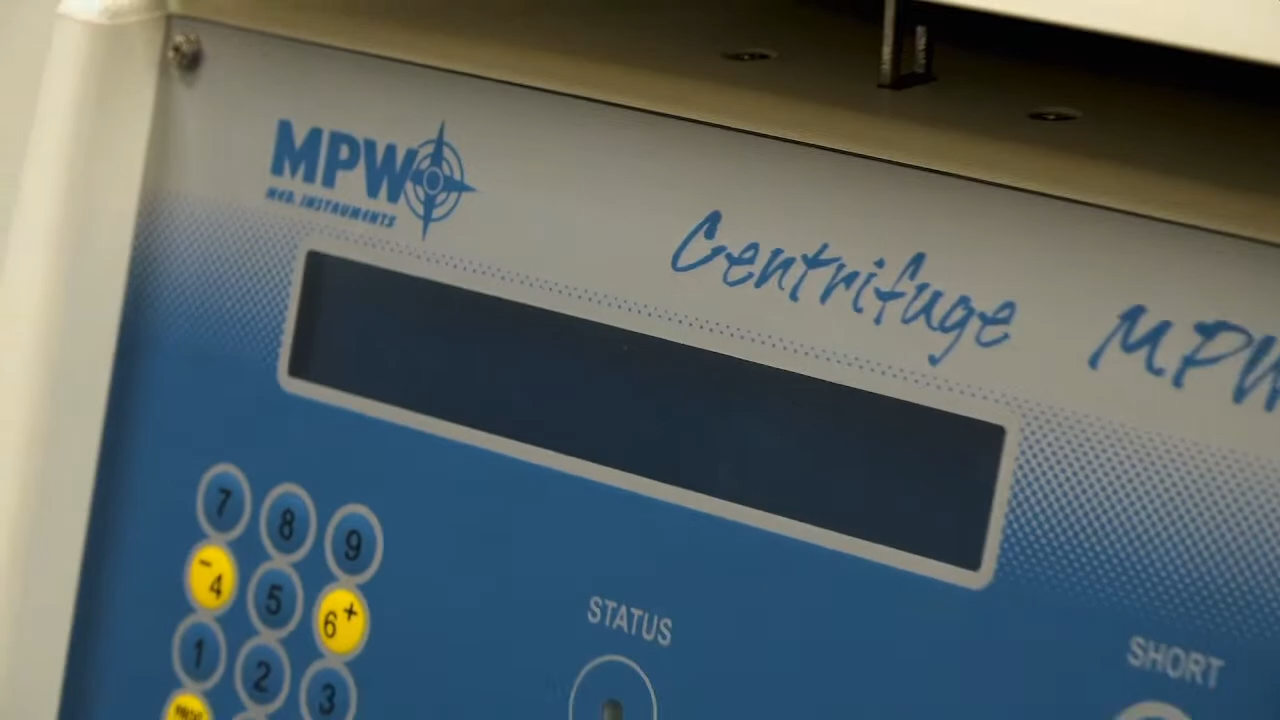 MPW
MED. INSTRUMENTS
Centrifuge MPW
7 8 9
- 4 5 6 +
1 2 3
STATUS
SHORT